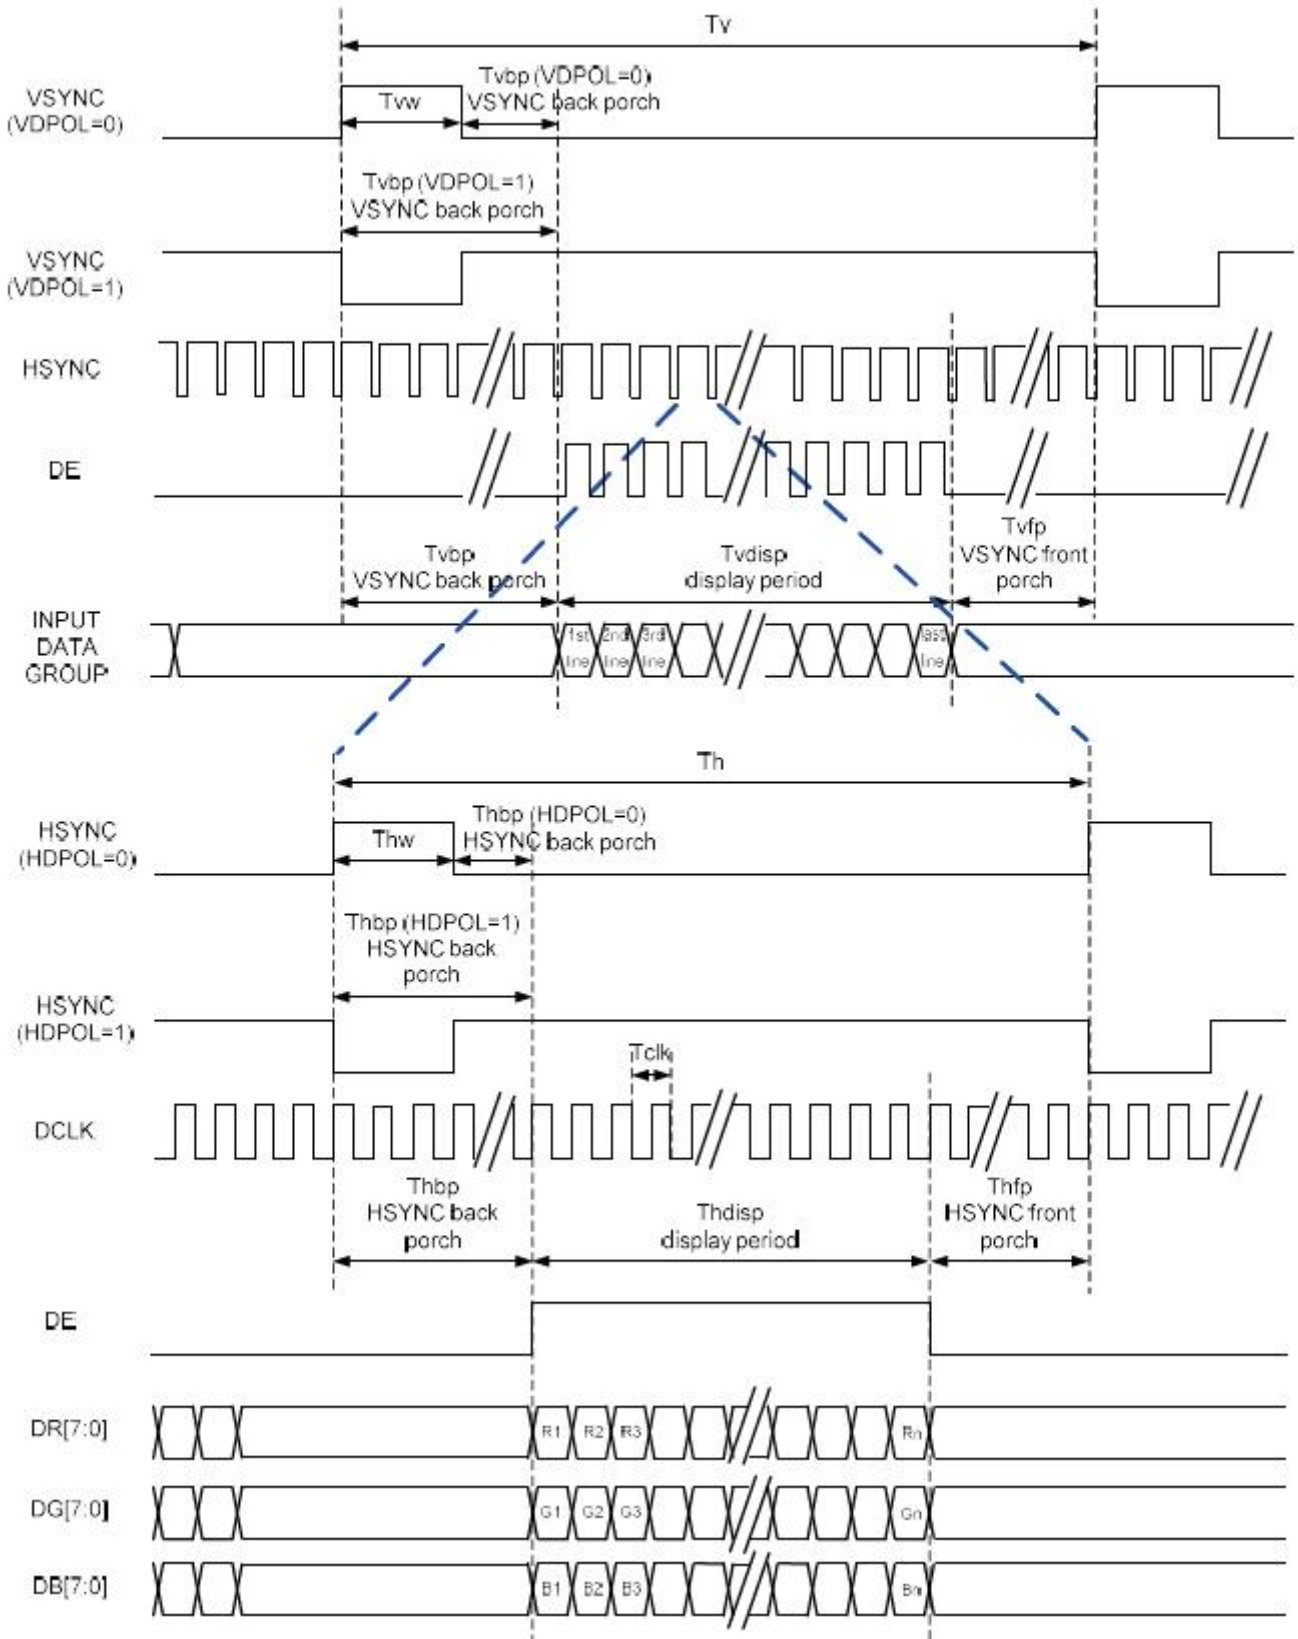 Tv
VSYNC
(VDPOL=0)
Tvw
Tvbp (VDPOL=0)
VSYNC back porch
Tvbp (VDPOL=1)
VSYNC back porch
VSYNC
(VDPOL=1)
HSYNC
DE
Tvbp
VSYNC back porch
Tvdisp
display period
Tvfp
VSYNC front
porch
INPUT
DATA
GROUP
1st
line
2nd
line
3rd
line
last
line
Th
HSYNC
(HDPOL=0)
Thw
Thbp (HDPOL=0)
HSYNC back porch
Thbp (HDPOL=1)
HSYNC back
porch
HSYNC
(HDPOL=1)
Tclk
DCLK
Thbp
HSYNC back
porch
Thdisp
display period
Thfp
HSYNC front
porch
DE
DR[7:0]
R1 R2 R3 Rn
DG[7:0]
G1 G2 G3 Gn
DB[7:0]
B1 B2 B3 Bn